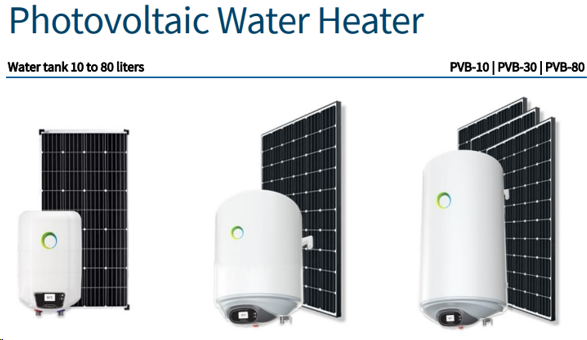 Photovoltaic Water Heater
Water tank 10 to 80 liters
PVB-10 | PVB-30 | PVB-80